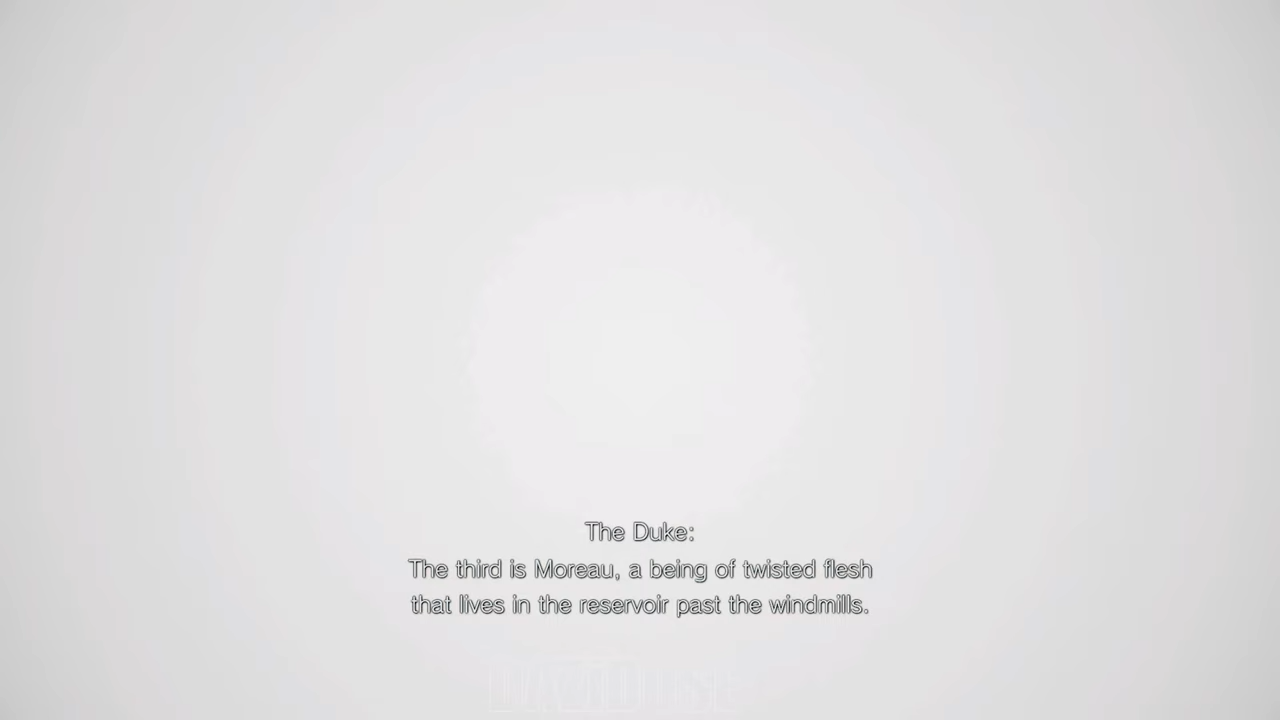 The Duke:
The third is Moreau, a being of twisted flesh
that lives in the reservoir past the windmills.